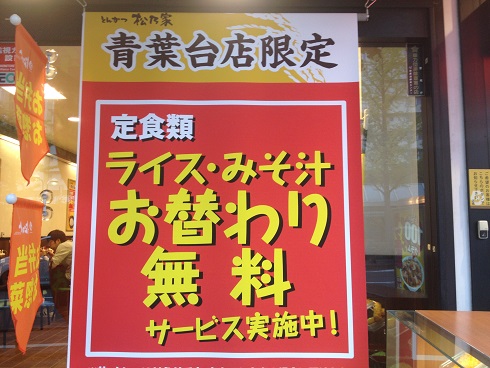 とんかつ 松乃家
青葉台店限定
定食類
ライス・みそ汁
お替わり
無料
サービス実施中!